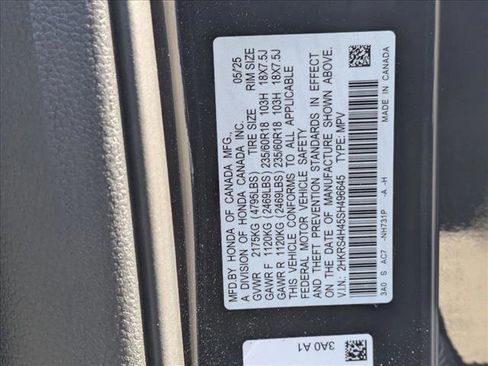 MFD.BY HONDA OF CANADA MFG. 05/25
A DIVISION OF HONDA CANADA INC.
GVWR 2175KG (4795LBS) TIRE SIZE RIM SIZE
GAWR F 1120KG (2469LBS) 235/60R18 103H 18X7.5J
GAWR R 1120KG (2469LBS) 235/60R18 103H 18X7.5J
THIS VEHICLE CONFORMS TO ALL APPLICABLE
FEDERAL MOTOR VEHICLE SAFETY
AND THEFT PREVENTION STANDARDS IN EFFECT
ON THE DATE OF MANUFACTURE SHOWN ABOVE.
V.I.N.: 2HKRS4H45SH496645 TYPE: MPV
3A0 S AC7 -NH731P -A -H MADE IN CANADA
3A0 A1